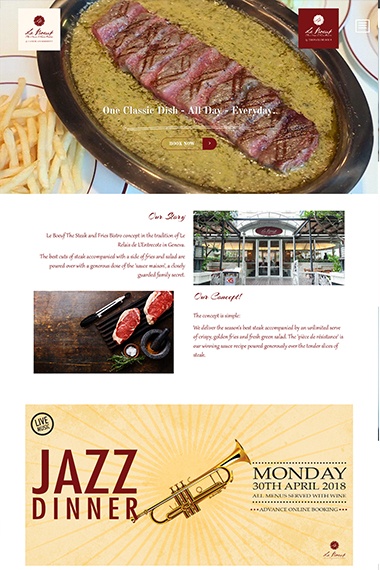 Le Boeuf
Le Boeuf
One Classic Dish - All Day - Everyday.
BOOK NOW
Our Story
Le Boeuf The Steak and Fries Bistro concept in the tradition of Le
Relais de L'Entrecote in Geneva.
The best cuts of steak accompanied with a side of fries and salad are
poured over with a generous dose of the 'sauce maison', a closely
guarded family secret.
Our Concept!
The concept is simple:
We deliver the season's best steak accompanied by an unlimited serve
of crispy, golden fries and fresh green salad. The 'pièce de résistance' is
our winning sauce recipe poured generously over the tender slices of
steak.
LIVE
MUSIC
JAZZ
DINNER
MONDAY
30TH APRIL 2018
ALL MENUS SERVED WITH WINE
ADVANCE ONLINE BOOKING
Le Boeuf